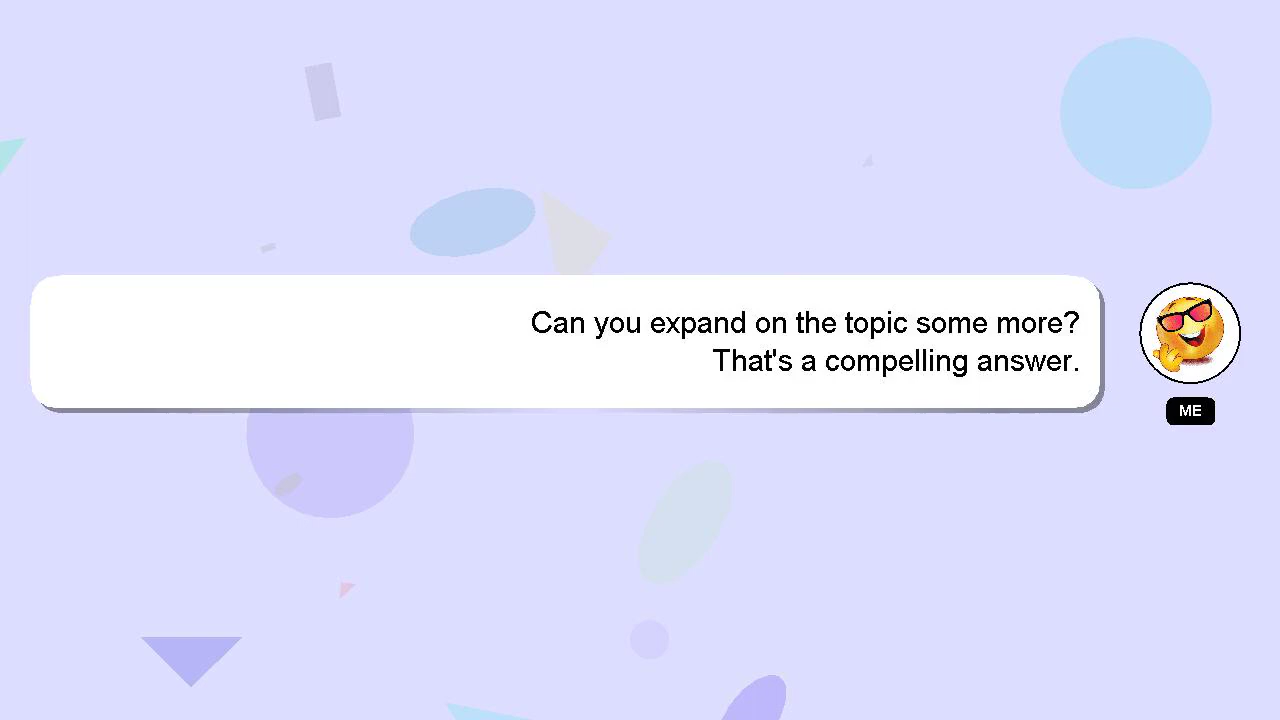 Can you expand on the topic some more?
That's a compelling answer.
ME